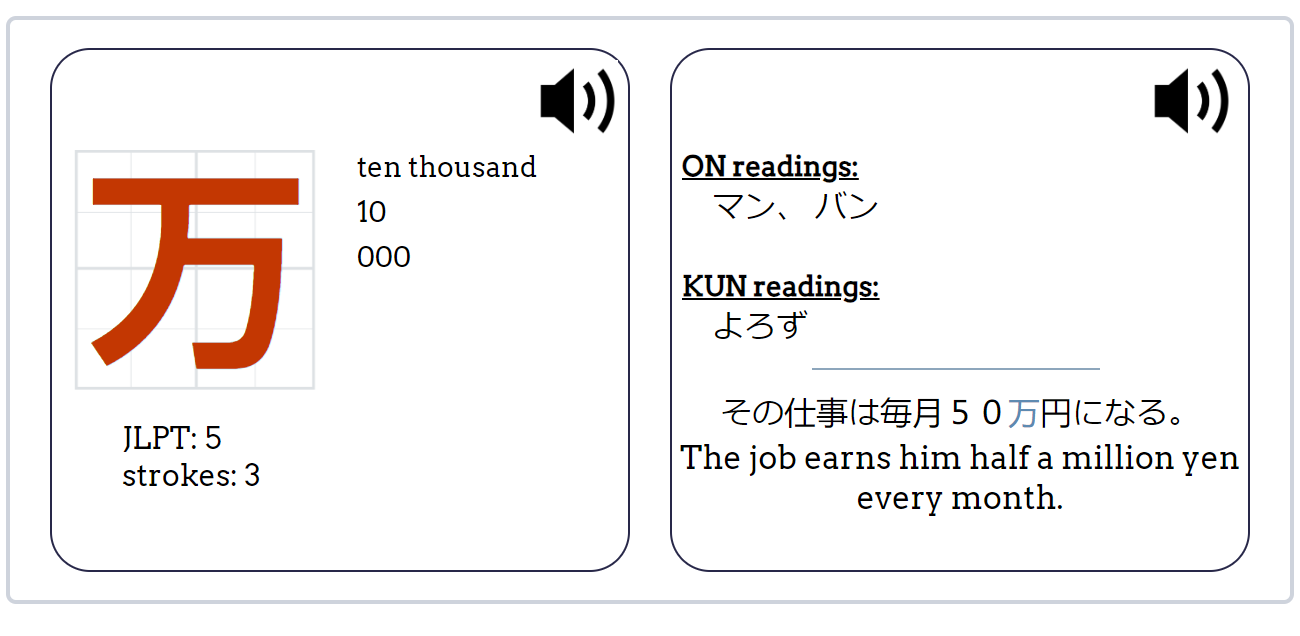 万
ten thousand
10
000
JLPT: 5
strokes: 3
ON readings:
マン、 バン
KUN readings:
よろず
その仕事は毎月５０万円になる。
The job earns him half a million yen
every month.